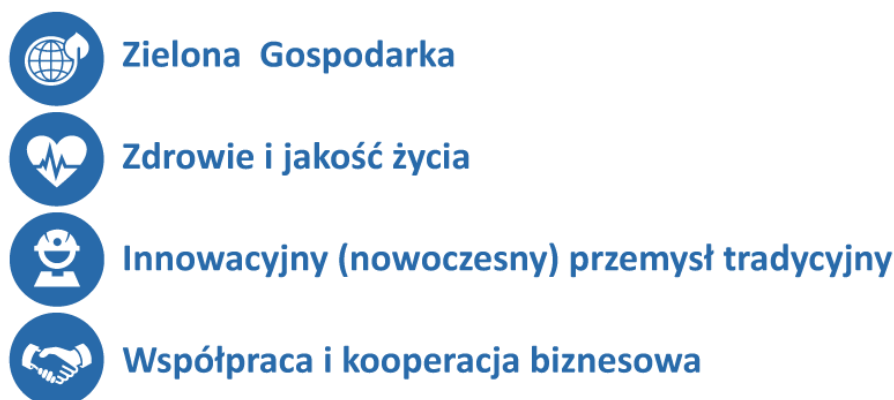 Zielona  Gospodarka
Zdrowie i jakość życia
Innowacyjny (nowoczesny) przemysł tradycyjny
Współpraca i kooperacja biznesowa